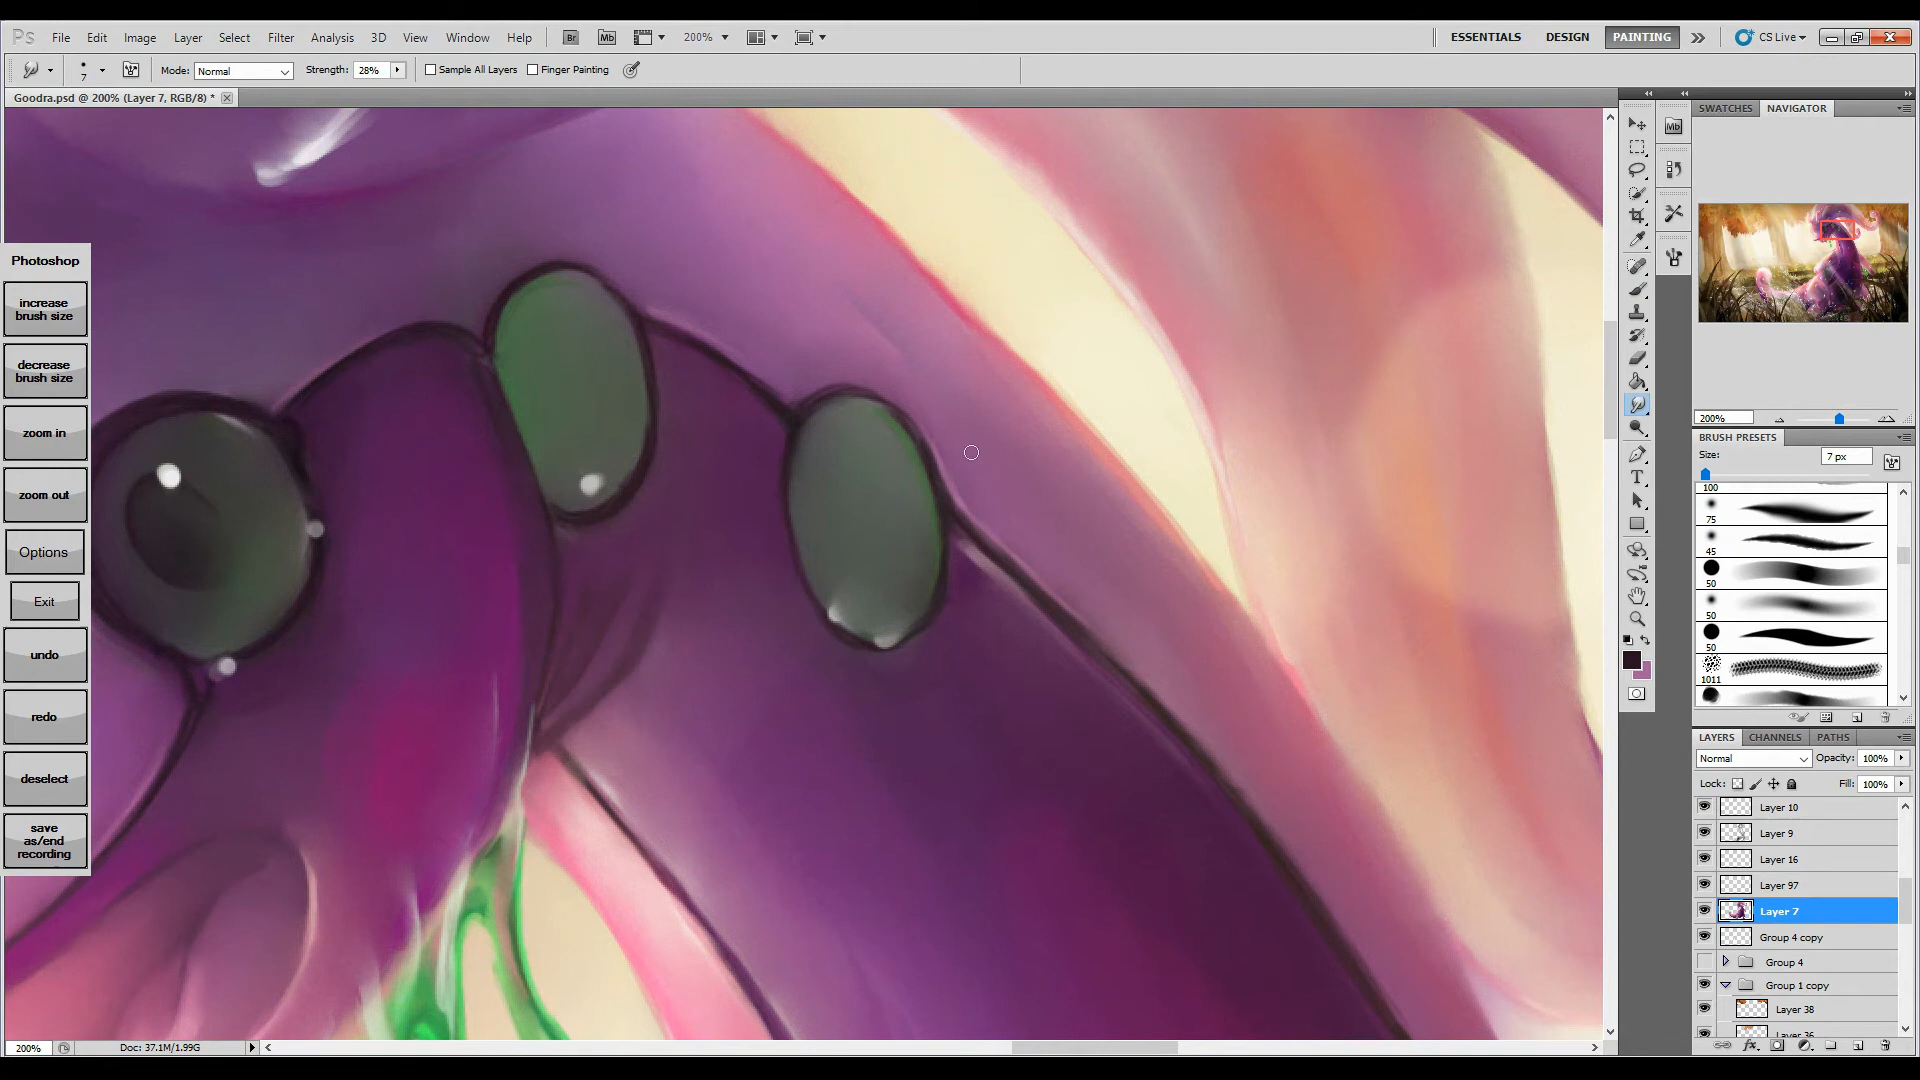 Ps File Edit Image Layer Select Filter Analysis 3D View Window Help Br Mb 200% ESSENTIALS DESIGN PAINTING CS Live
Mode: Normal Strength: 28% Sample All Layers Finger Painting
7
Goodra.psd @ 200% (Layer 7, RGB/8) *
SWATCHES NAVIGATOR
Mb
Photoshop
increase
brush size
decrease
brush size
zoom in
zoom out
Options
Exit
undo
redo
deselect
save
as/end
recording
200%
BRUSH PRESETS
Size: 7 px
100
75
45
50
50
50
1011
T
LAYERS CHANNELS PATHS
Normal Opacity: 100%
Lock: Fill: 100%
Layer 10
Layer 9
Layer 16
Layer 97
Layer 7
Group 4 copy
Group 4
Group 1 copy
Layer 38
Layer 36
fx
200% Doc: 37.1M/1.99G